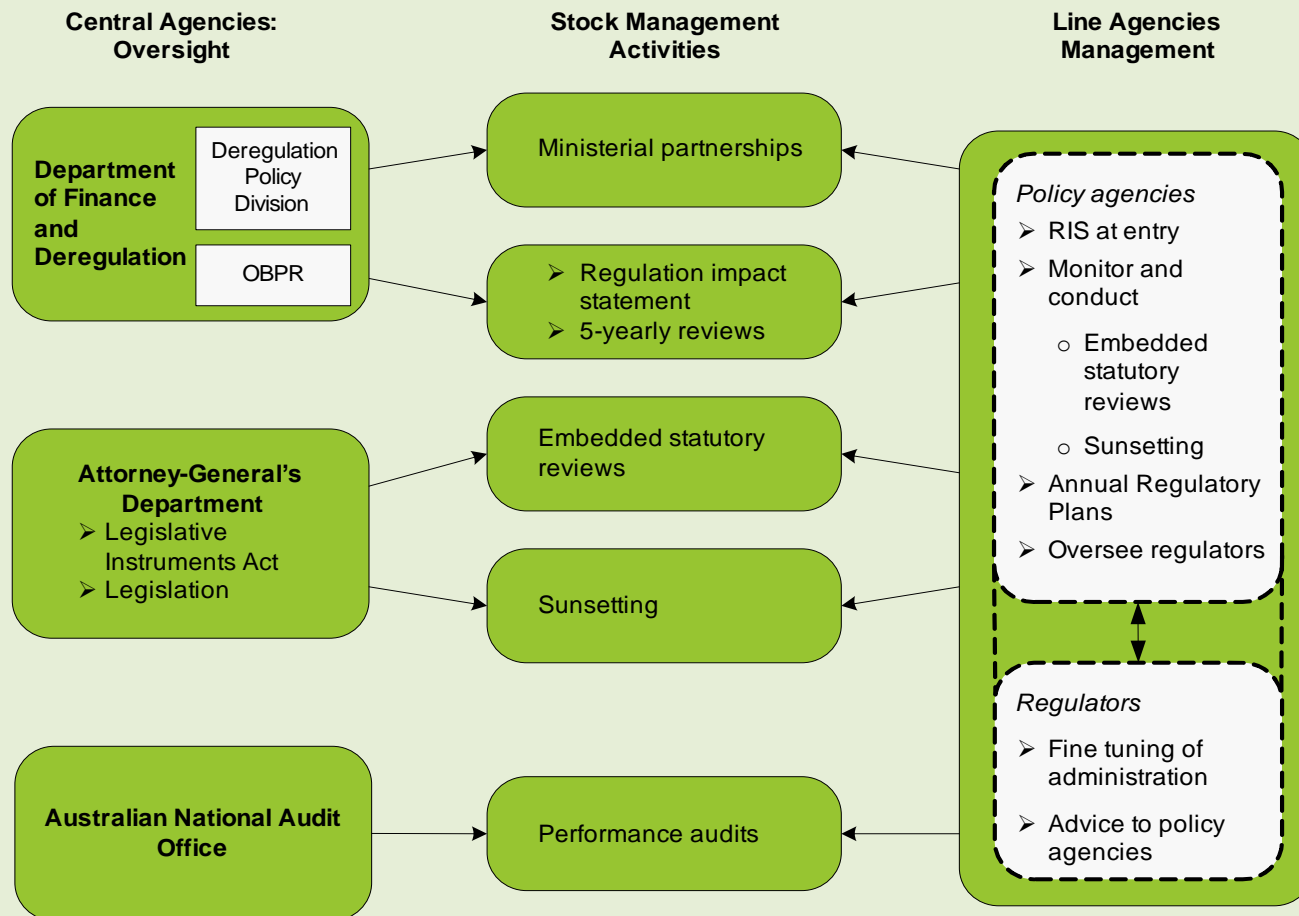 Central Agencies:
Oversight
Stock Management
Activities
Line Agencies
Management
Department
of Finance
and
Deregulation
Deregulation
Policy
Division
OBPR
Attorney-General's
Department
➢ Legislative
Instruments Act
➢ Legislation
Australian National Audit
Office
Ministerial partnerships
➢ Regulation impact
statement
➢ 5-yearly reviews
Embedded statutory
reviews
Sunsetting
Performance audits
Policy agencies
➢ RIS at entry
➢ Monitor and
conduct
o Embedded
statutory
reviews
o Sunsetting
➢ Annual Regulatory
Plans
➢ Oversee regulators
Regulators
➢ Fine tuning of
administration
➢ Advice to policy
agencies